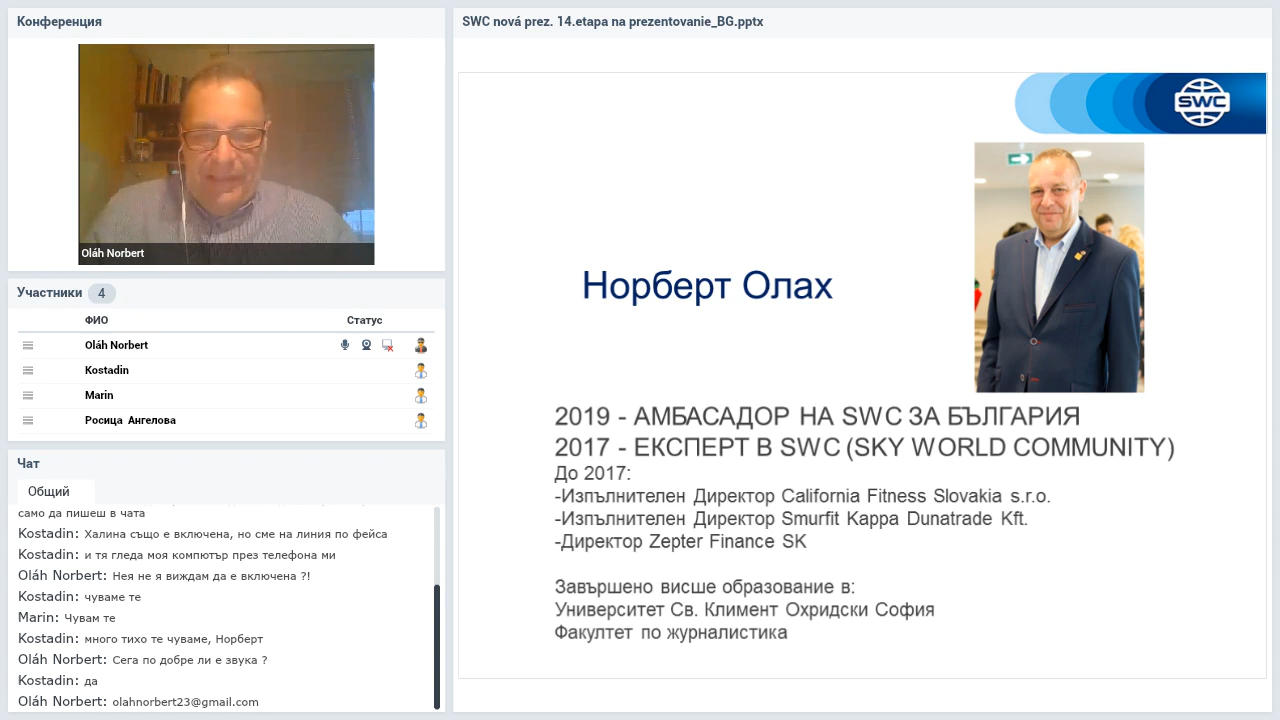 Конференция
Oláh Norbert
Участники 4
ФИО Статус
Oláh Norbert
Kostadin
Marin
Росица Ангелова
Чат
Общий
само да пишеш в чата
Kostadin: Халина също е включена, но сме на линия по фейса
Kostadin: и тя гледа моя компютър през телефона ми
Oláh Norbert: Нея не я виждам да е включена ?!
Kostadin: чуваме те
Marin: Чувам те
Kostadin: много тихо те чуваме, Норберт
Oláh Norbert: Сега по добре ли е звука ?
Kostadin: да
Oláh Norbert: olahnorbert23@gmail.com
SWC nová prez. 14.etapa na prezentovanie_BG.pptx
SWC
Норберт Олах
2019 - АМБАСАДОР НА SWC ЗА БЪЛГАРИЯ
2017 - ЕКСПЕРТ В SWC (SKY WORLD COMMUNITY)
До 2017:
-Изпълнителен Директор California Fitness Slovakia s.r.o.
-Изпълнителен Директор Smurfit Kappa Dunatrade Kft.
-Директор Zepter Finance SK
Завършено висше образование в:
Университет Св. Климент Охридски София
Факултет по журналистика